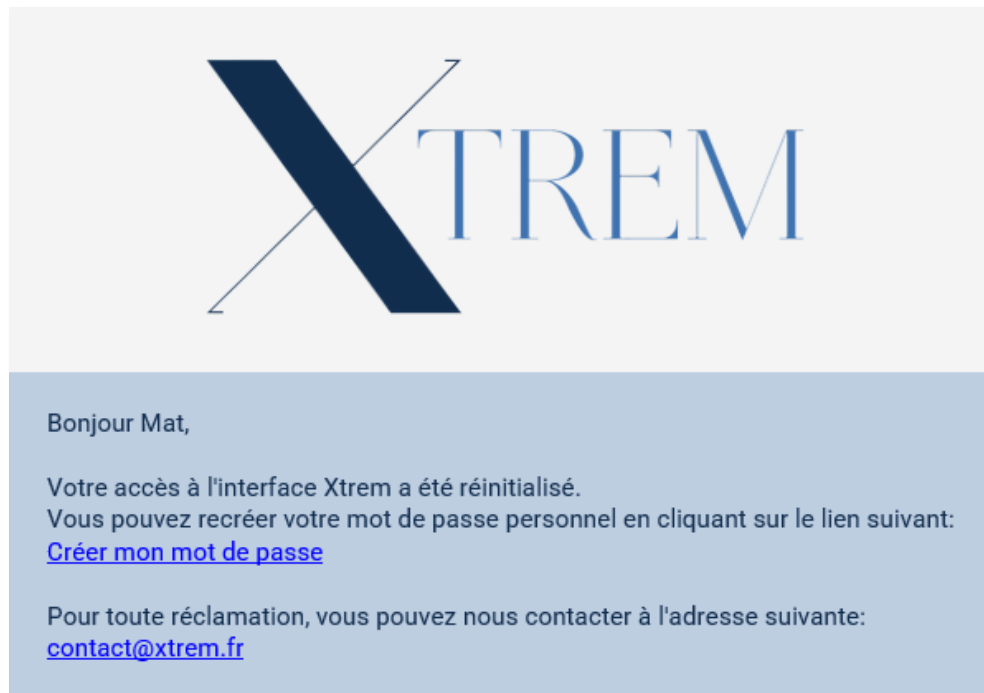 XTREM
Bonjour Mat,
Votre accès à l'interface Xtrem a été réinitialisé.
Vous pouvez recréer votre mot de passe personnel en cliquant sur le lien suivant:
Créer mon mot de passe
Pour toute réclamation, vous pouvez nous contacter à l'adresse suivante:
contact@xtrem.fr